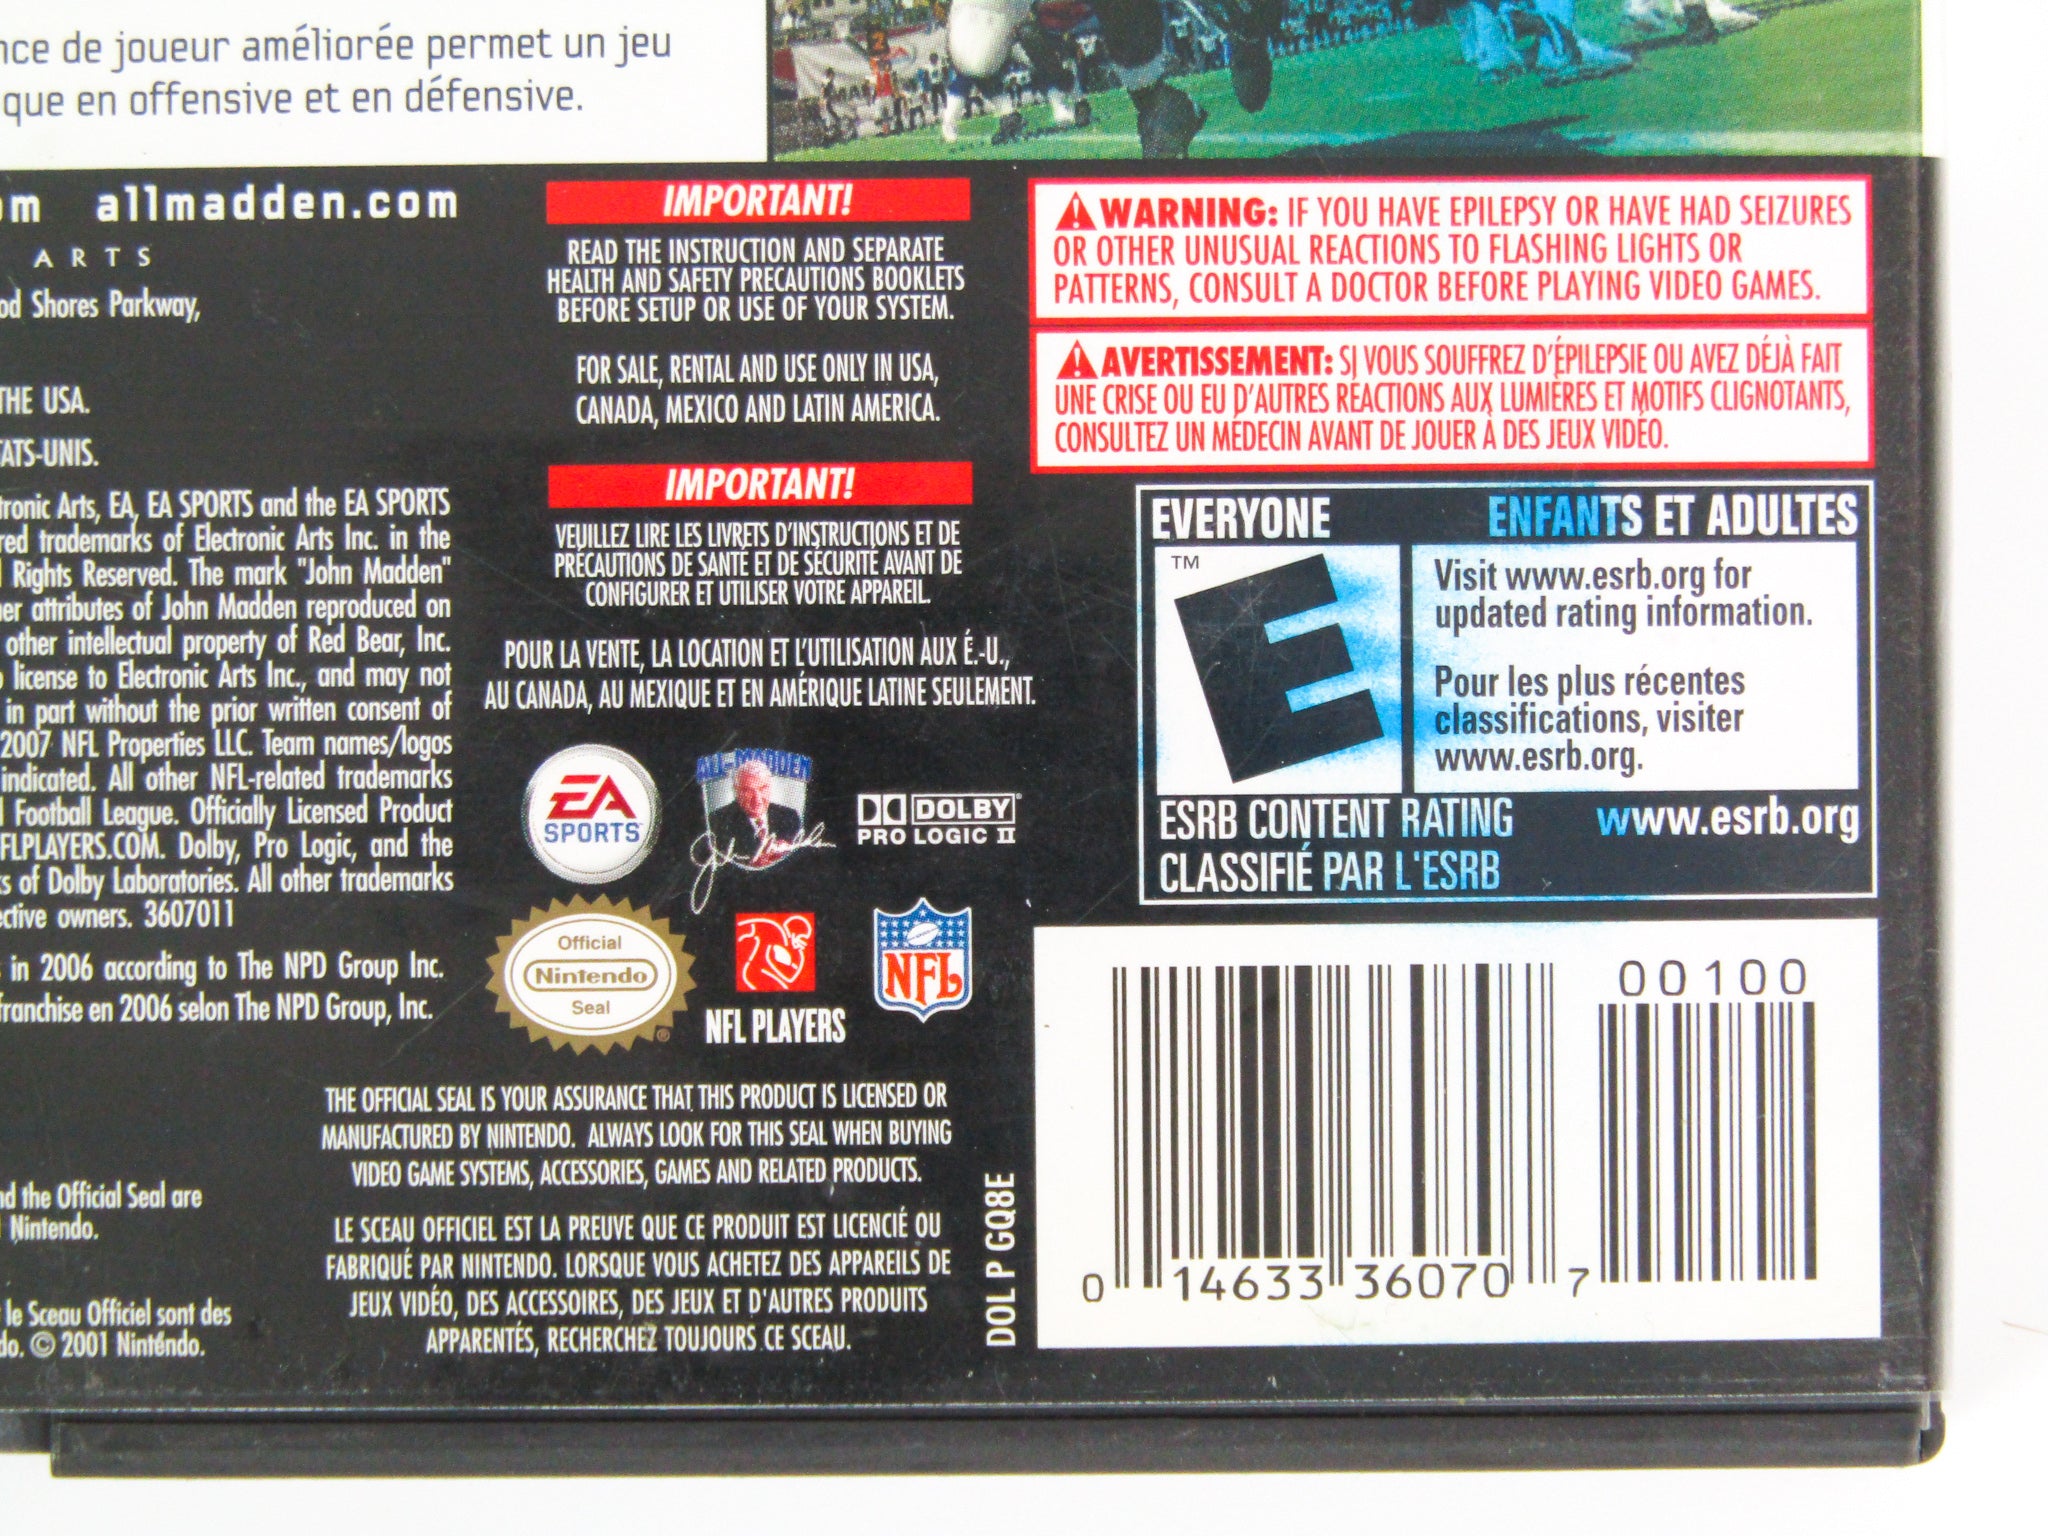 nce de joueur améliorée permet un jeu
que en offensive et en défensive.
om allmadden.com
ARTS
od Shores Parkway,
THE USA.
TATS-UNIS.
tronic Arts, EA, EA SPORTS and the EA SPORTS
red trademarks of Electronic Arts Inc. in the
Rights Reserved. The mark "John Madden"
er attributes of John Madden reproduced on
other intellectual property of Red Bear, Inc.
license to Electronic Arts Inc., and may not
in part without the prior written consent of
2007 NFL Properties LLC. Team names/logos
indicated. All other NFL-related trademarks
Football League. Officially Licensed Product
FLPLAYERS.COM. Dolby, Pro Logic, and the
s of Dolby Laboratories. All other trademarks
ective owners. 3607011
in 2006 according to The NPD Group Inc.
franchise en 2006 selon The NPD Group, Inc.
nd the Official Seal are
Nintendo.
le Sceau Officiel sont des
do. © 2001 Nintendo.
IMPORTANT!
READ THE INSTRUCTION AND SEPARATE
HEALTH AND SAFETY PRECAUTIONS BOOKLETS
BEFORE SETUP OR USE OF YOUR SYSTEM.
FOR SALE, RENTAL AND USE ONLY IN USA,
CANADA, MEXICO AND LATIN AMERICA.
IMPORTANT!
VEUILLEZ LIRE LES LIVRETS D'INSTRUCTIONS ET DE
PRÉCAUTIONS DE SANTÉ ET DE SÉCURITÉ AVANT DE
CONFIGURER ET UTILISER VOTRE APPAREIL.
POUR LA VENTE, LA LOCATION ET L'UTILISATION AUX É.-U.,
AU CANADA, AU MEXIQUE ET EN AMÉRIQUE LATINE SEULEMENT.
EA
SPORTS
ALL-MADDEN
John Madden
DOLBY
PRO LOGIC II
Official
Nintendo
Seal
®
NFL PLAYERS
NFL
THE OFFICIAL SEAL IS YOUR ASSURANCE THAT THIS PRODUCT IS LICENSED OR
MANUFACTURED BY NINTENDO. ALWAYS LOOK FOR THIS SEAL WHEN BUYING
VIDEO GAME SYSTEMS, ACCESSORIES, GAMES AND RELATED PRODUCTS.
LE SCEAU OFFICIEL EST LA PREUVE QUE CE PRODUIT EST LICENCIÉ OU
FABRIQUÉ PAR NINTENDO. LORSQUE VOUS ACHETEZ DES APPAREILS DE
JEUX VIDÉO, DES ACCESSOIRES, DES JEUX ET D'AUTRES PRODUITS
APPARENTÉS, RECHERCHEZ TOUJOURS CE SCEAU.
DOL P GQ8E
WARNING: IF YOU HAVE EPILEPSY OR HAVE HAD SEIZURES
OR OTHER UNUSUAL REACTIONS TO FLASHING LIGHTS OR
PATTERNS, CONSULT A DOCTOR BEFORE PLAYING VIDEO GAMES.
AVERTISSEMENT: SI VOUS SOUFFREZ D'ÉPILEPSIE OU AVEZ DÉJÀ FAIT
UNE CRISE OU EU D'AUTRES RÉACTIONS AUX LUMIÈRES ET MOTIFS CLIGNOTANTS,
CONSULTEZ UN MÉDECIN AVANT DE JOUER À DES JEUX VIDÉO.
EVERYONE ENFANTS ET ADULTES
TM
E
Visit www.esrb.org for
updated rating information.
Pour les plus récentes
classifications, visiter
www.esrb.org.
ESRB CONTENT RATING www.esrb.org
CLASSIFIÉ PAR L'ESRB
00100
0 14633 36070 7